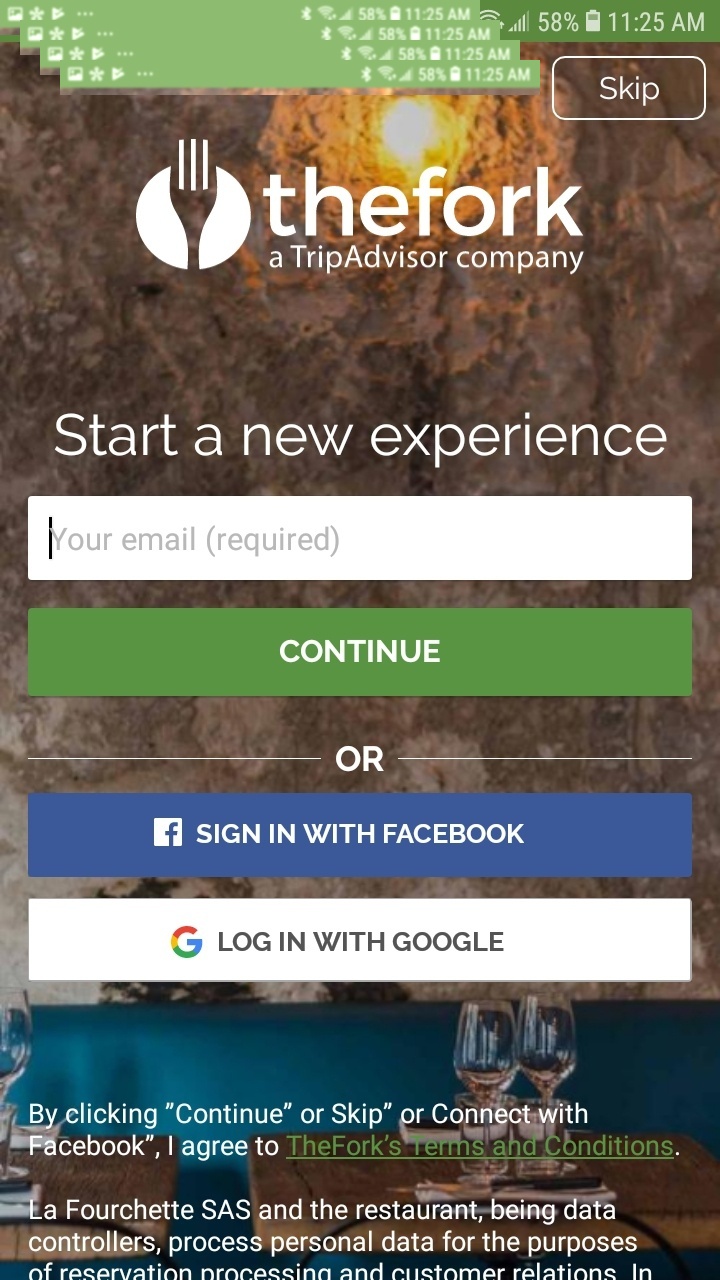 58% 11:25 AM
58% 11:25 AM
58% 11:25 AM
58% 11:25 AM
58% 11:25 AM
Skip
thefork
a TripAdvisor company
Start a new experience
Your email (required)
CONTINUE
OR
SIGN IN WITH FACEBOOK
LOG IN WITH GOOGLE
By clicking ”Continue” or Skip” or Connect with
Facebook”, I agree to TheFork’s Terms and Conditions.
La Fourchette SAS and the restaurant, being data
controllers, process personal data for the purposes
of reservation processing and customer relations. In